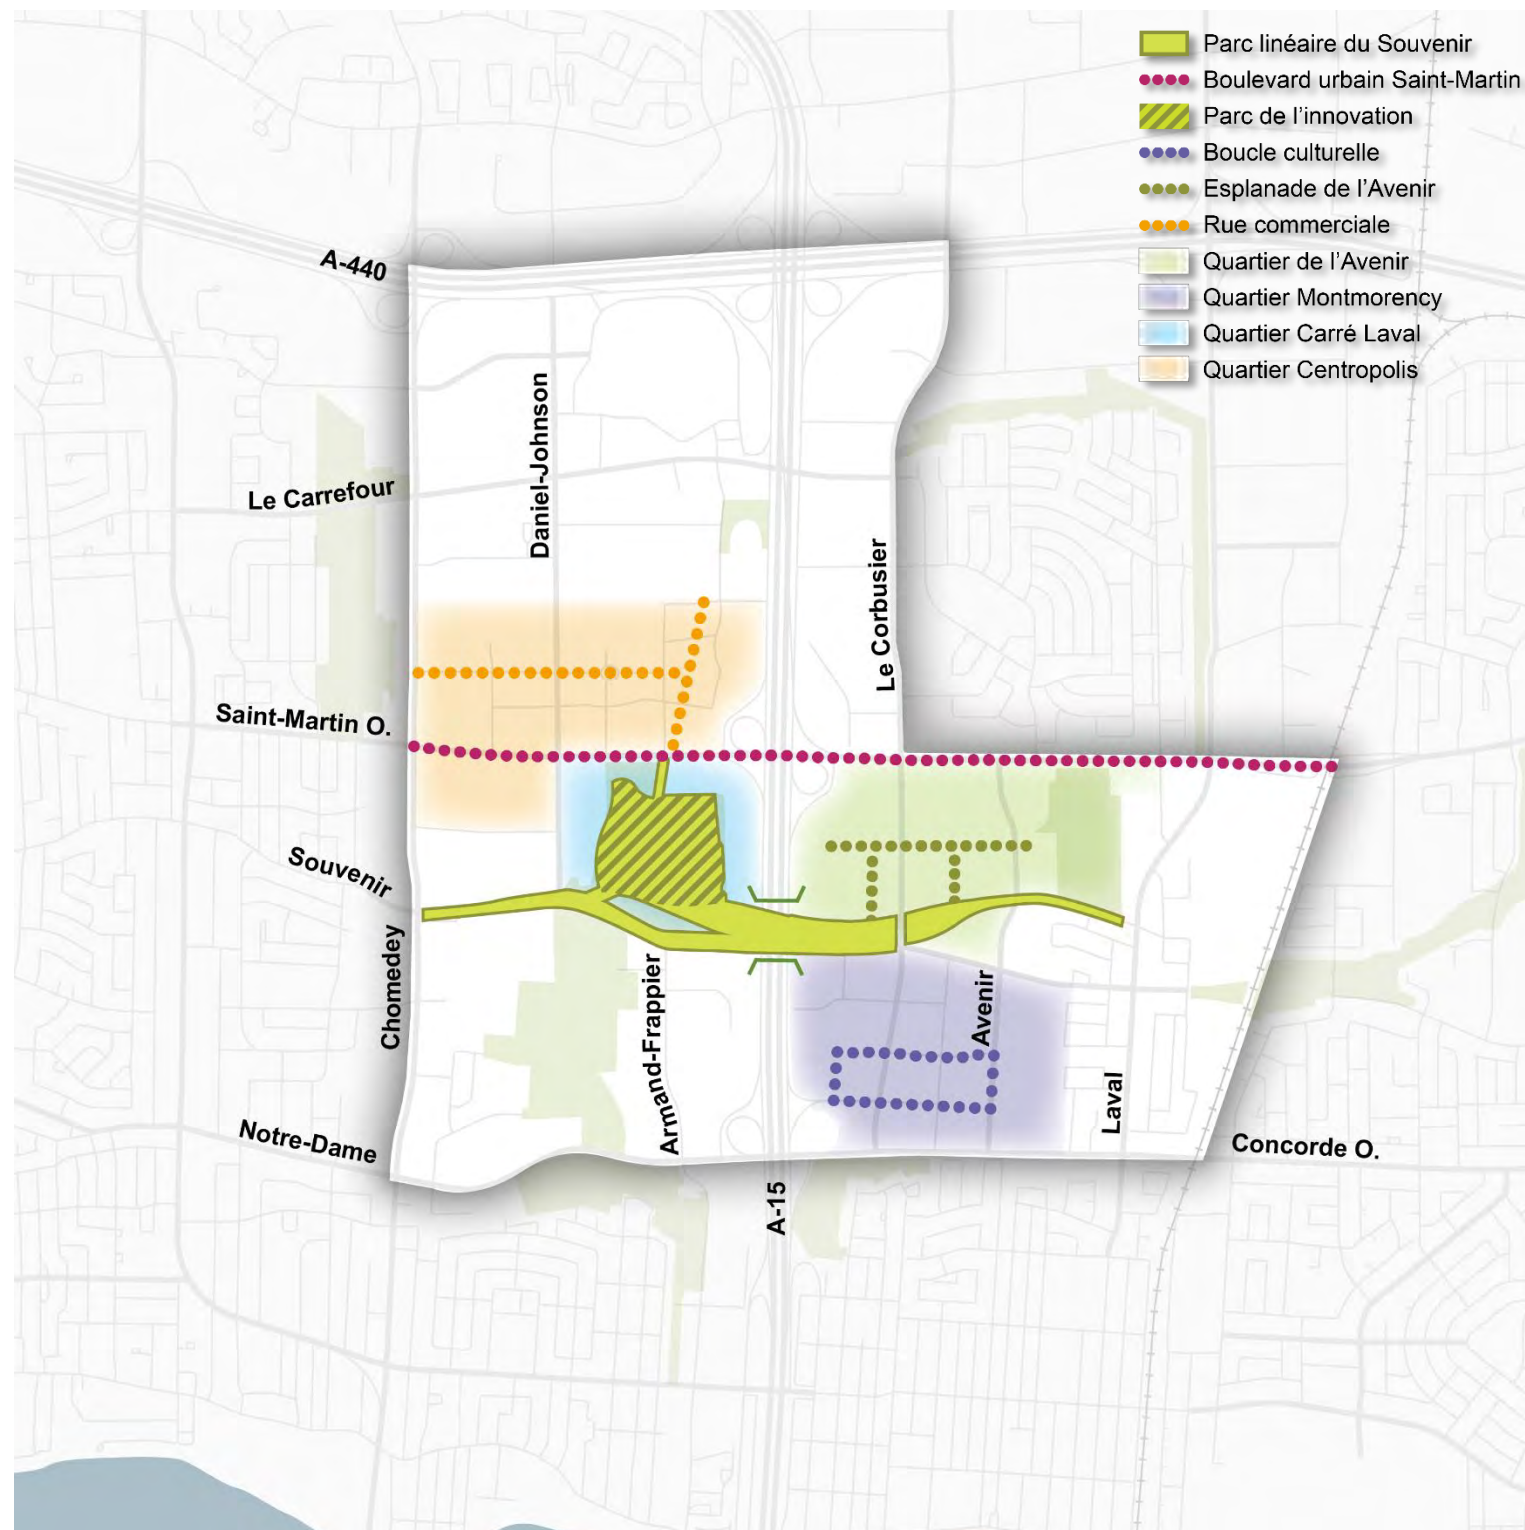 Parc linéaire du Souvenir
Boulevard urbain Saint-Martin
Parc de l'innovation
Boucle culturelle
Esplanade de l'Avenir
Rue commerciale
Quartier de l'Avenir
Quartier Montmorency
Quartier Carré Laval
Quartier Centropolis
A-440
Daniel-Johnson
Le Carrefour
Le Corbusier
Saint-Martin O.
Souvenir
Chomedey
Armand-Frappier
Avenir
Laval
Notre-Dame
Concorde O.
A-15